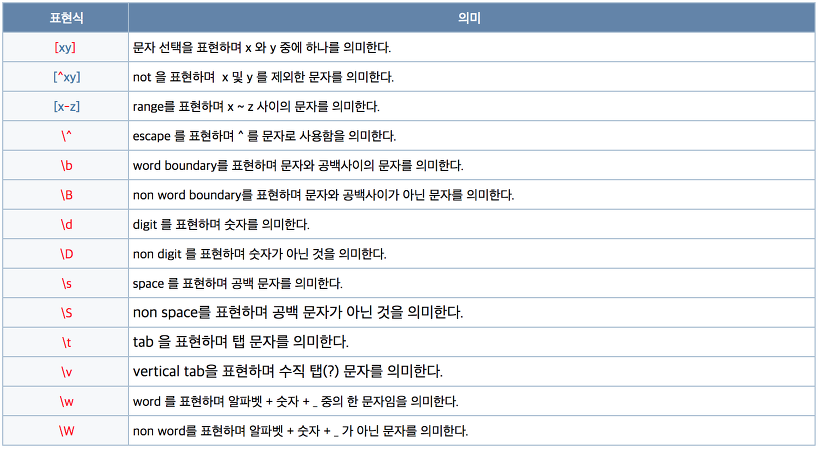 표현식 의미
[xy] 문자 선택을 표현하며 x 와 y 중에 하나를 의미한다.
[^xy] not 을 표현하며 x 및 y 를 제외한 문자를 의미한다.
[x-z] range를 표현하며 x ~ z 사이의 문자를 의미한다.
\^ escape 를 표현하며 ^ 를 문자로 사용함을 의미한다.
\b word boundary를 표현하며 문자와 공백사이의 문자를 의미한다.
\B non word boundary를 표현하며 문자와 공백사이가 아닌 문자를 의미한다.
\d digit 를 표현하며 숫자를 의미한다.
\D non digit 를 표현하며 숫자가 아닌 것을 의미한다.
\s space 를 표현하며 공백 문자를 의미한다.
\S non space를 표현하며 공백 문자가 아닌 것을 의미한다.
\t tab 을 표현하며 탭 문자를 의미한다.
\v vertical tab을 표현하며 수직 탭(?) 문자를 의미한다.
\w word 를 표현하며 알파벳 + 숫자 + _ 중의 한 문자임을 의미한다.
\W non word를 표현하며 알파벳 + 숫자 + _ 가 아닌 문자를 의미한다.